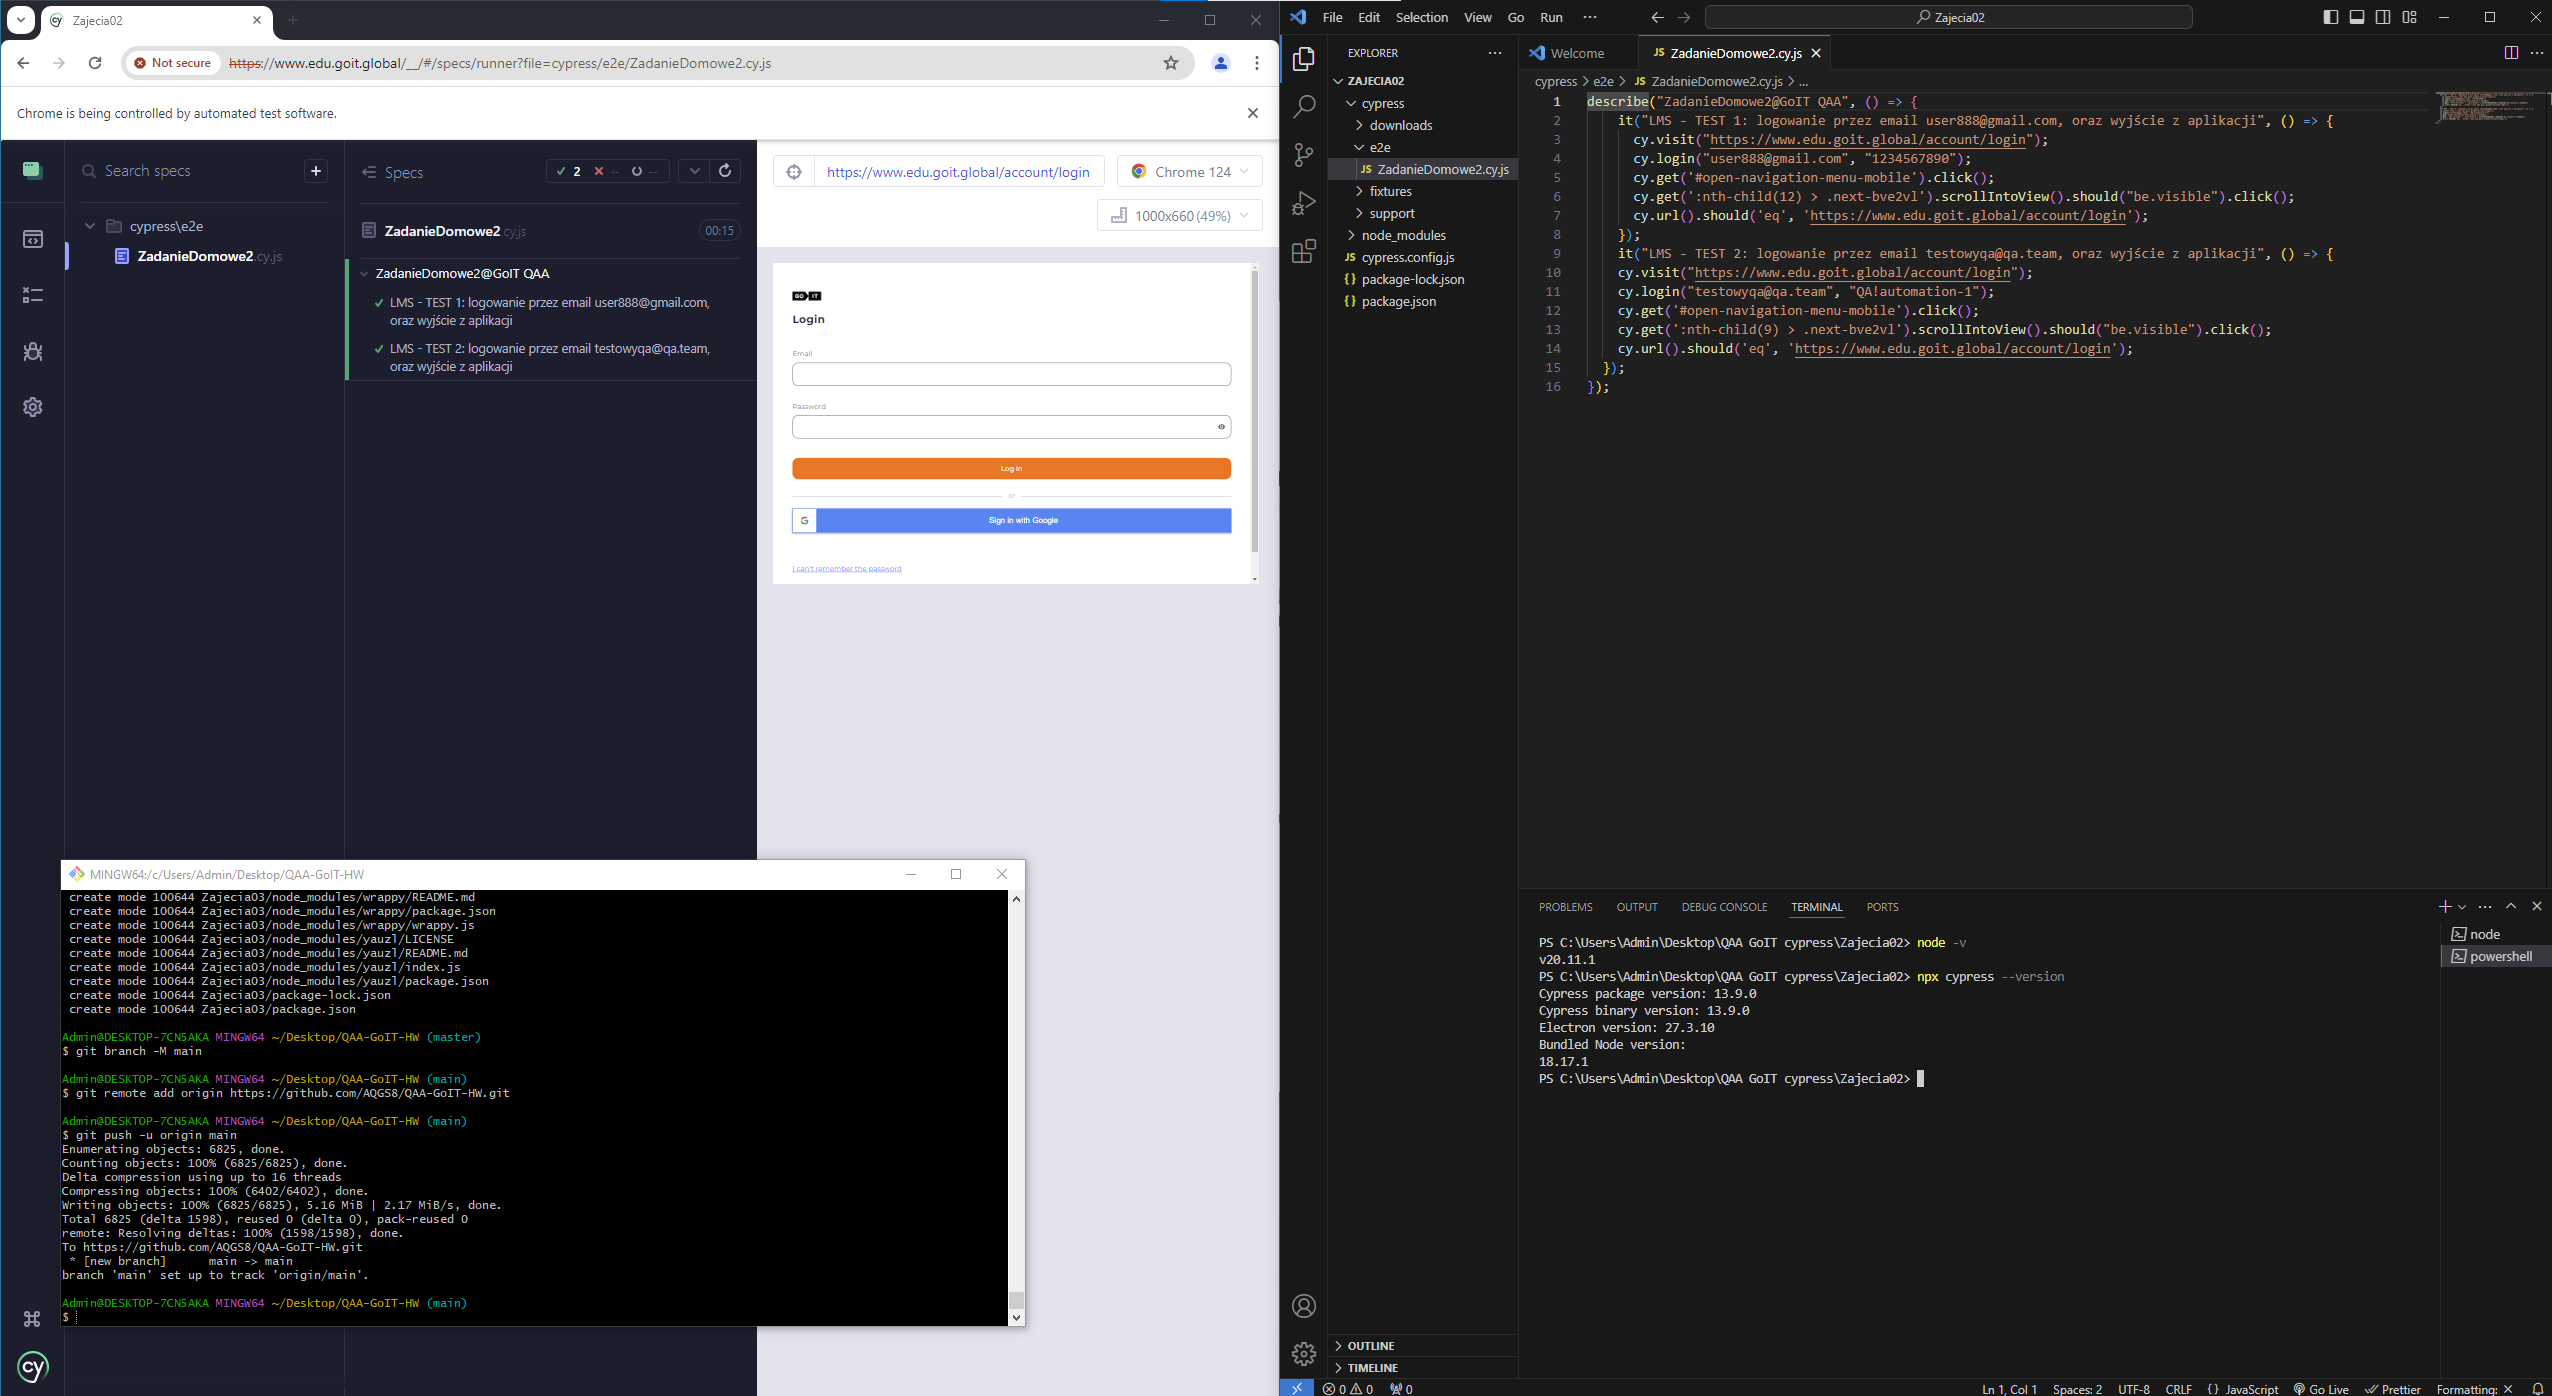 Zajecia02
Not secure
https://www.edu.goit.global/__/#/specs/runner?file=cypress/e2e/ZadanieDomowe2.cy.js
Chrome is being controlled by automated test software.
Search specs
cypress\e2e
ZadanieDomowe2.cy.js
Specs
2 -- --
ZadanieDomowe2 cy.js 00:15
ZadanieDomowe2@GoIT QAA
LMS - TEST 1: logowanie przez email user888@gmail.com,
oraz wyjście z aplikacji
LMS - TEST 2: logowanie przez email testowyqa@qa.team,
oraz wyjście z aplikacji
https://www.edu.goit.global/account/login
Chrome 124
1000x660 (49%)
GO IT
Login
Email
Password
Log in
or
G Sign in with Google
I can't remember the password
MINGW64:/c/Users/Admin/Desktop/QAA-GoIT-HW
create mode 100644 Zajecia03/node_modules/wrappy/README.md
create mode 100644 Zajecia03/node_modules/wrappy/package.json
create mode 100644 Zajecia03/node_modules/wrappy/wrappy.js
create mode 100644 Zajecia03/node_modules/yauzl/LICENSE
create mode 100644 Zajecia03/node_modules/yauzl/README.md
create mode 100644 Zajecia03/node_modules/yauzl/index.js
create mode 100644 Zajecia03/node_modules/yauzl/package.json
create mode 100644 Zajecia03/package-lock.json
create mode 100644 Zajecia03/package.json
Admin@DESKTOP-7CN5AKA MINGW64 ~/Desktop/QAA-GoIT-HW (master)
$ git branch -M main
Admin@DESKTOP-7CN5AKA MINGW64 ~/Desktop/QAA-GoIT-HW (main)
$ git remote add origin https://github.com/AQGS8/QAA-GoIT-HW.git
Admin@DESKTOP-7CN5AKA MINGW64 ~/Desktop/QAA-GoIT-HW (main)
$ git push -u origin main
Enumerating objects: 6825, done.
Counting objects: 100% (6825/6825), done.
Delta compression using up to 16 threads
Compressing objects: 100% (6402/6402), done.
Writing objects: 100% (6825/6825), 5.16 MiB | 2.17 MiB/s, done.
Total 6825 (delta 1598), reused 0 (delta 0), pack-reused 0
remote: Resolving deltas: 100% (1598/1598), done.
To https://github.com/AQGS8/QAA-GoIT-HW.git
* [new branch] main -> main
branch 'main' set up to track 'origin/main'.
Admin@DESKTOP-7CN5AKA MINGW64 ~/Desktop/QAA-GoIT-HW (main)
$
cy
File Edit Selection View Go Run ···
Zajecia02
EXPLORER ···
ZAJECIA02
cypress
downloads
e2e
JS ZadanieDomowe2.cy.js
fixtures
support
node_modules
JS cypress.config.js
{} package-lock.json
{} package.json
OUTLINE
TIMELINE
Welcome
JS ZadanieDomowe2.cy.js
cypress > e2e > JS ZadanieDomowe2.cy.js > ...
1 describe("ZadanieDomowe2@GoIT QAA", () => {
2 it("LMS - TEST 1: logowanie przez email user888@gmail.com, oraz wyjście z aplikacji", () => {
3 cy.visit("https://www.edu.goit.global/account/login");
4 cy.login("user888@gmail.com", "1234567890");
5 cy.get('#open-navigation-menu-mobile').click();
6 cy.get(':nth-child(12) > .next-bve2vl').scrollIntoView().should("be.visible").click();
7 cy.url().should('eq', 'https://www.edu.goit.global/account/login');
8 });
9 it("LMS - TEST 2: logowanie przez email testowyqa@qa.team, oraz wyjście z aplikacji", () => {
10 cy.visit("https://www.edu.goit.global/account/login");
11 cy.login("testowyqa@qa.team", "QA!automation-1");
12 cy.get('#open-navigation-menu-mobile').click();
13 cy.get(':nth-child(9) > .next-bve2vl').scrollIntoView().should("be.visible").click();
14 cy.url().should('eq', 'https://www.edu.goit.global/account/login');
15 });
16 });
PROBLEMS OUTPUT DEBUG CONSOLE TERMINAL PORTS
PS C:\Users\Admin\Desktop\QAA GoIT cypress\Zajecia02> node -v
v20.11.1
PS C:\Users\Admin\Desktop\QAA GoIT cypress\Zajecia02> npx cypress --version
Cypress package version: 13.9.0
Cypress binary version: 13.9.0
Electron version: 27.3.10
Bundled Node version:
18.17.1
PS C:\Users\Admin\Desktop\QAA GoIT cypress\Zajecia02>
node
powershell
0 0 0
Ln 1, Col 1 Spaces: 2 UTF-8 CRLF {} JavaScript Go Live Prettier Formatting: ×